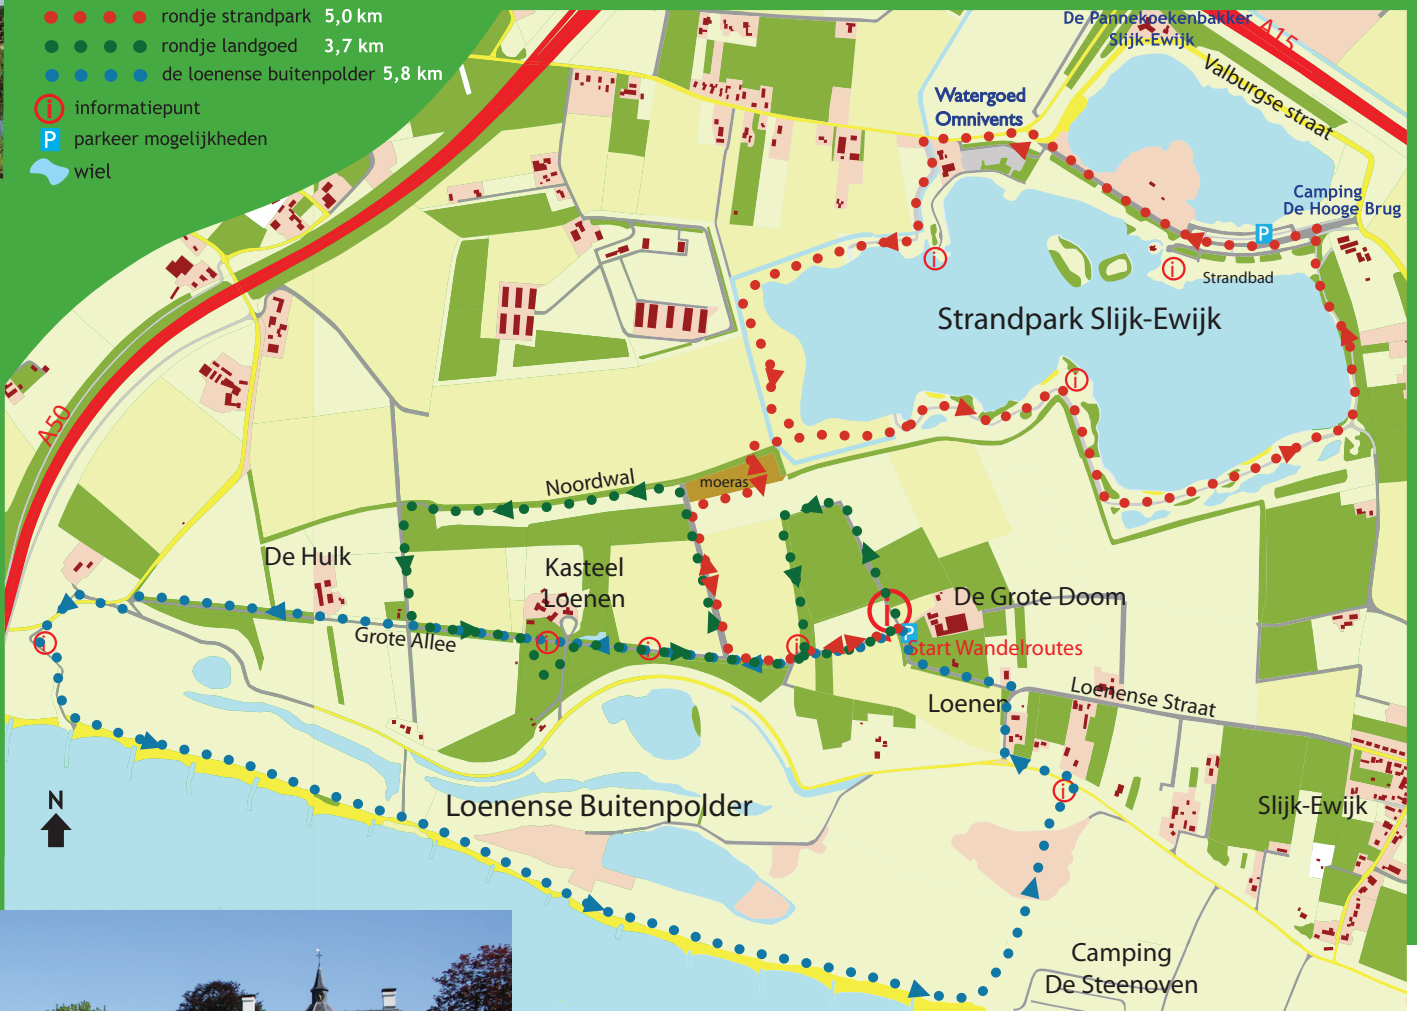 rondje strandpark 5,0 km
rondje landgoed 3,7 km
de loenense buitenpolder 5,8 km
i informatiepunt
P parkeer mogelijkheden
wiel
De Pannekoekenbakker
Slijk-Ewijk
A15
Valburgse straat
Watergoed
Omnivents
Camping
De Hooge Brug
P
i
i
Strandbad
Strandpark Slijk-Ewijk
i
A50
Noordwal
moeras
De Hulk
Kasteel
Loenen
i
De Grote Doom
P
Start Wandelroutes
Grote Allee
i
i
i
i
Loenen
Loenense Straat
i
Slijk-Ewijk
N
Loenense Buitenpolder
Camping
De Steenoven